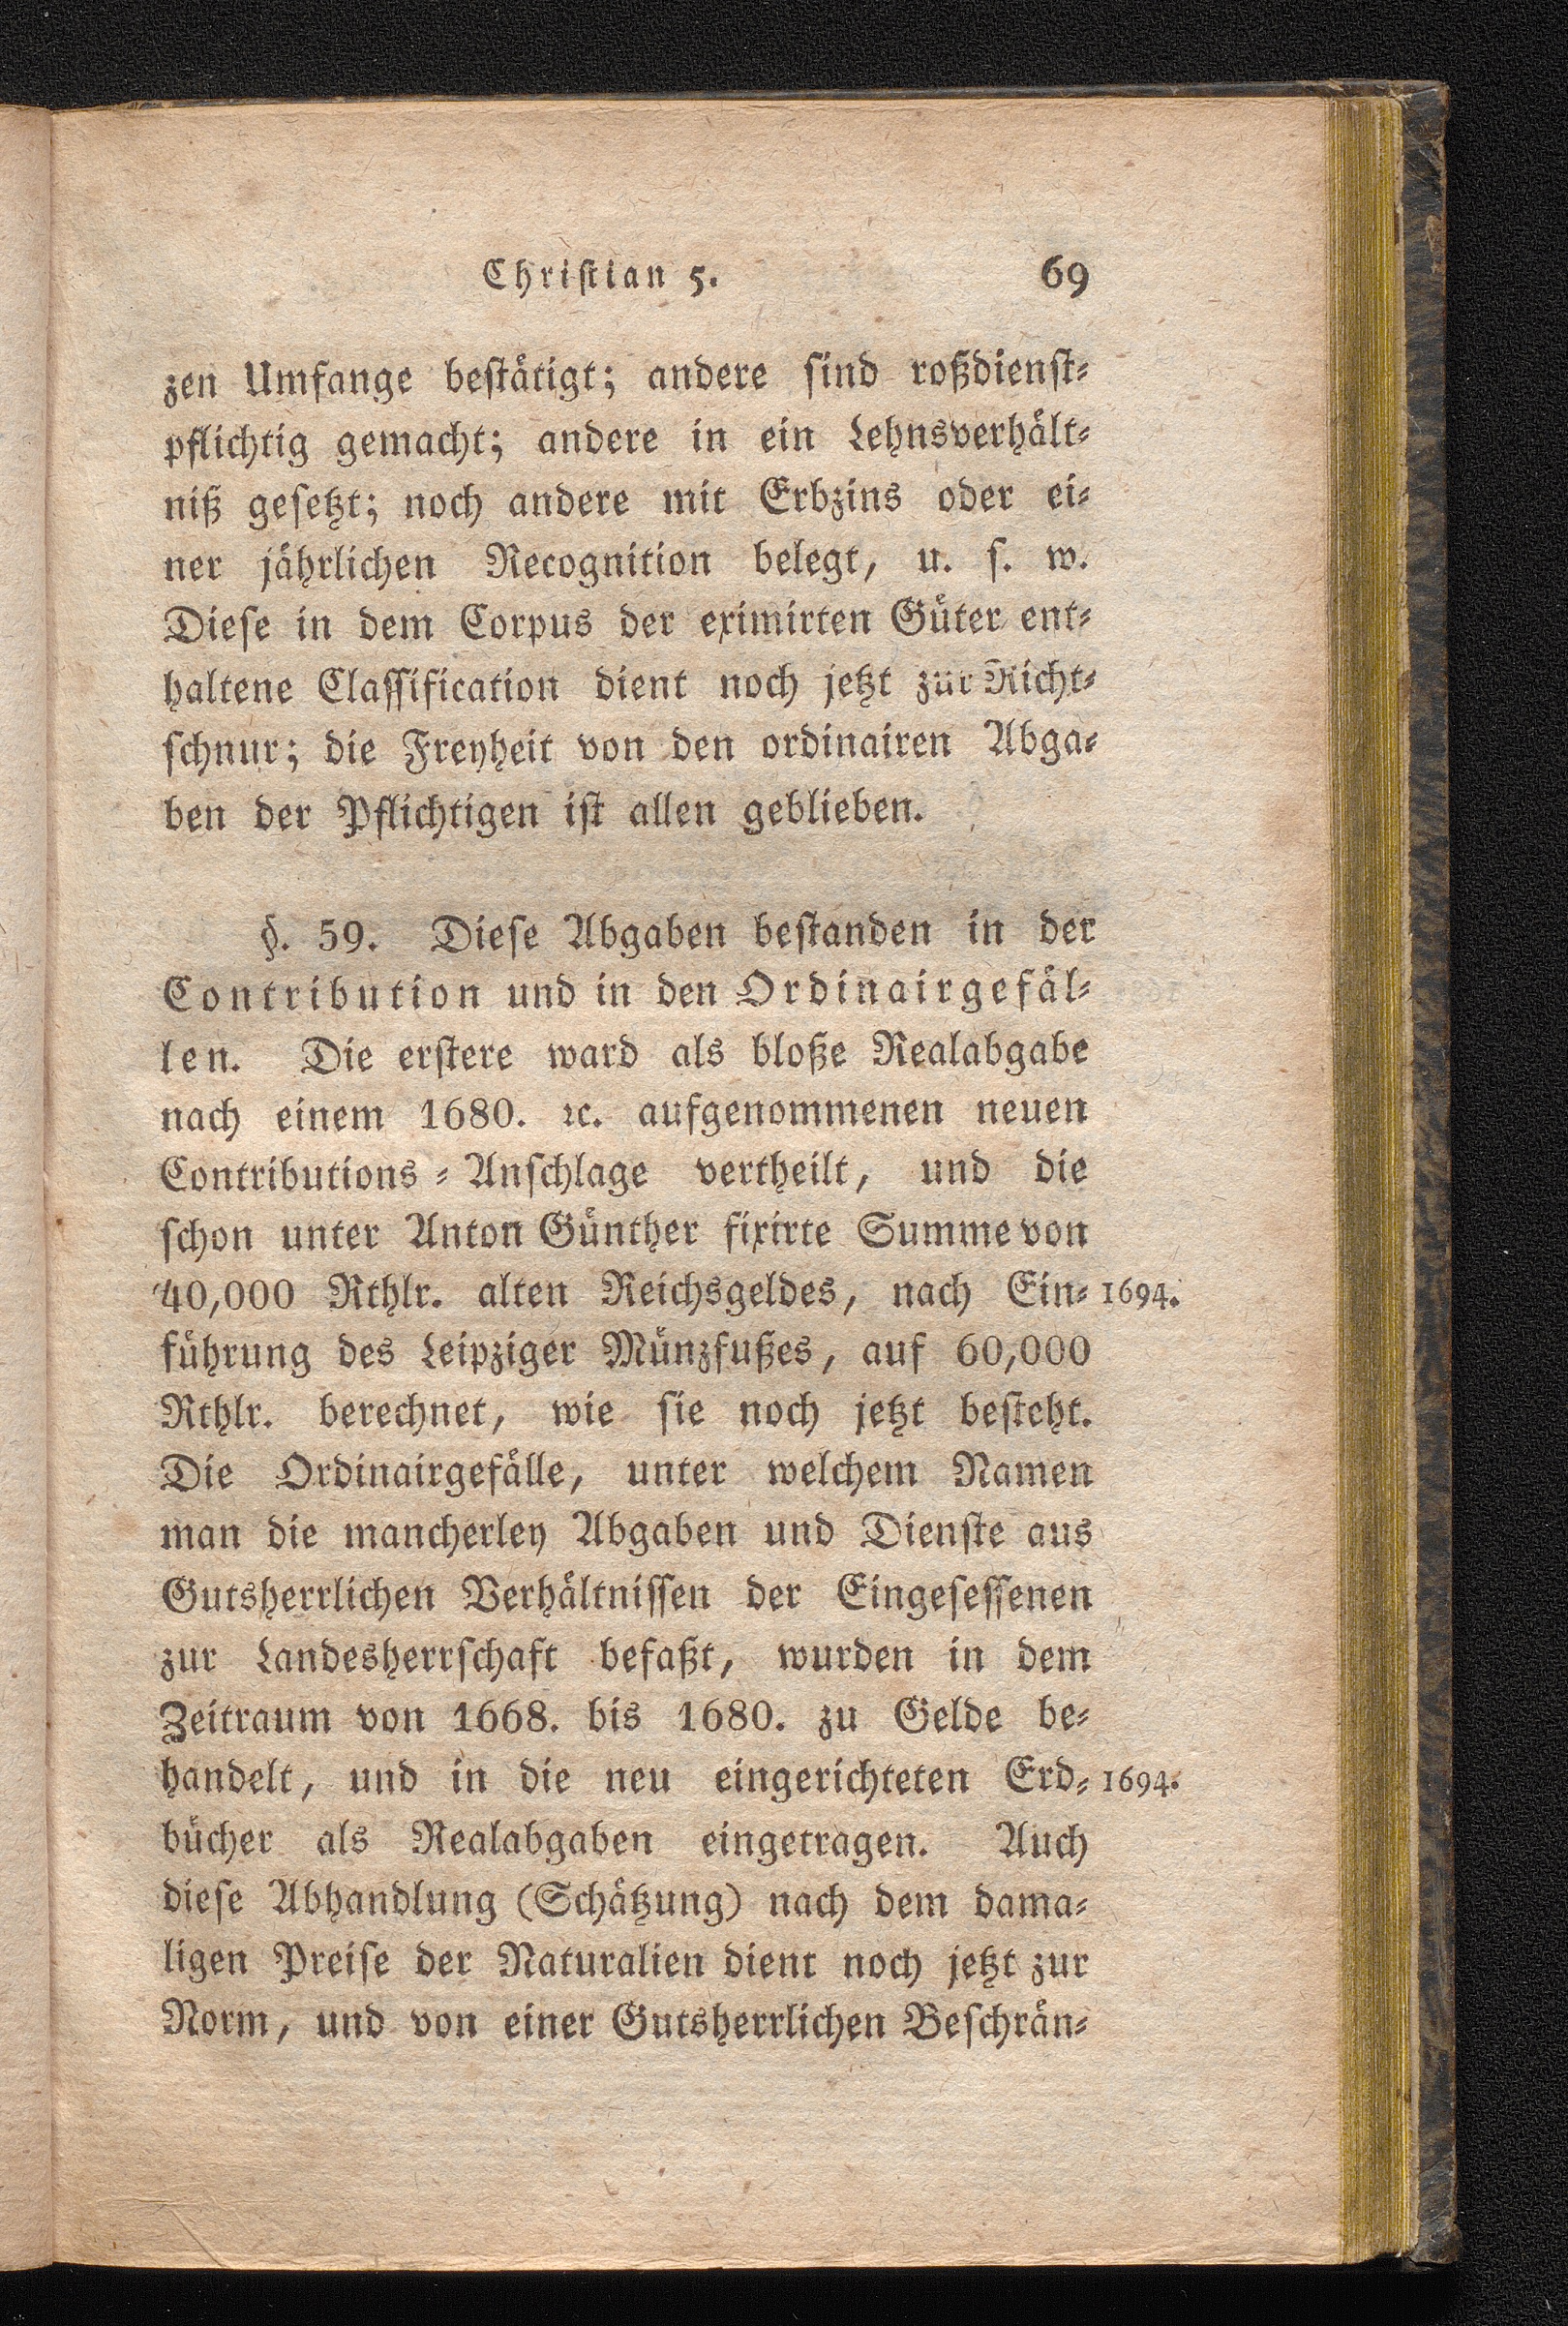 Christian 5. 69
zen Umfange bestätigt; andere sind roßdienst-
pflichtig gemacht; andere in ein Lehnsverhält-
niß gesetzt; noch andere mit Erbzins oder ei-
ner jährlichen Recognition belegt, u. s. w.
Diese in dem Corpus der eximirten Güter ent-
haltene Classification dient noch jetzt zur Richt-
schnur; die Freyheit von den ordinairen Abga-
ben der Pflichtigen ist allen geblieben.
§. 59. Diese Abgaben bestanden in der
Contribution und in den Ordinairgefäl-
len. Die erstere ward als bloße Realabgabe
nach einem 1680. ꝛc. aufgenommenen neuen
Contributions-Anschlage vertheilt, und die
schon unter Anton Günther fixirte Summe von
40,000 Rthlr. alten Reichsgeldes, nach Ein- 1694.
führung des Leipziger Münzfußes, auf 60,000
Rthlr. berechnet, wie sie noch jetzt besteht.
Die Ordinairgefälle, unter welchem Namen
man die mancherley Abgaben und Dienste aus
Gutsherrlichen Verhältnissen der Eingesessenen
zur Landesherrschaft befaßt, wurden in dem
Zeitraum von 1668. bis 1680. zu Gelde be-
handelt, und in die neu eingerichteten Erd- 1694.
bücher als Realabgaben eingetragen. Auch
diese Abhandlung (Schätzung) nach dem dama-
ligen Preise der Naturalien dient noch jetzt zur
Norm, und von einer Gutsherrlichen Beschrän-